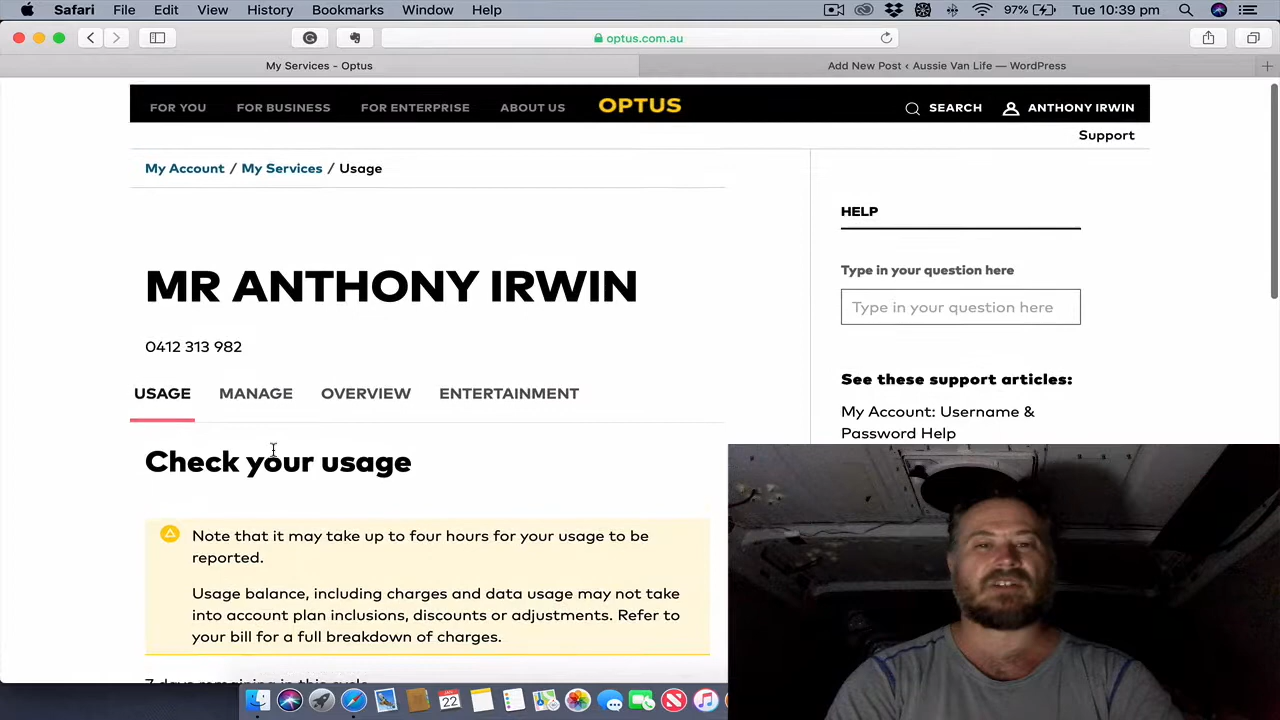 Safari File Edit View History Bookmarks Window Help 97% Tue 10:39 pm
optus.com.au
My Services - Optus Add New Post ‹ Aussie Van Life — WordPress
FOR YOU FOR BUSINESS FOR ENTERPRISE ABOUT US OPTUS SEARCH ANTHONY IRWIN
Support
My Account / My Services / Usage
HELP
Type in your question here
Type in your question here
MR ANTHONY IRWIN
0412 313 982
USAGE MANAGE OVERVIEW ENTERTAINMENT
See these support articles:
My Account: Username &
Password Help
Check your usage
Note that it may take up to four hours for your usage to be
reported.
Usage balance, including charges and data usage may not take
into account plan inclusions, discounts or adjustments. Refer to
your bill for a full breakdown of charges.
7 days remaining in this cycle
22